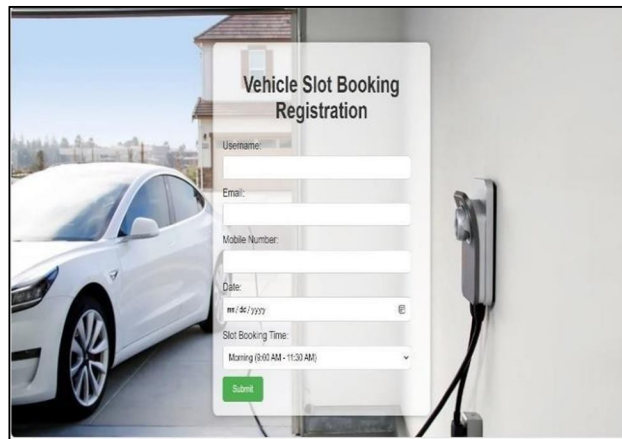 Vehicle Slot Booking
Registration
Username:
Email:
Mobile Number:
Date:
mm/dd/yyyy
Slot Booking Time:
Morning (9:00 AM - 11:30 AM)
Submit